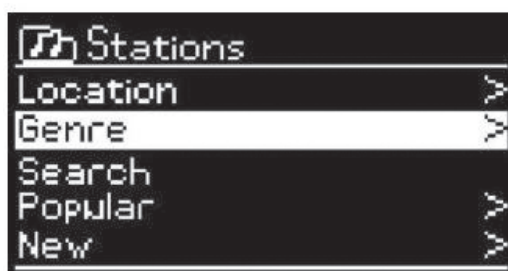 Stations
Location >
Genre >
Search
Popular >
New >